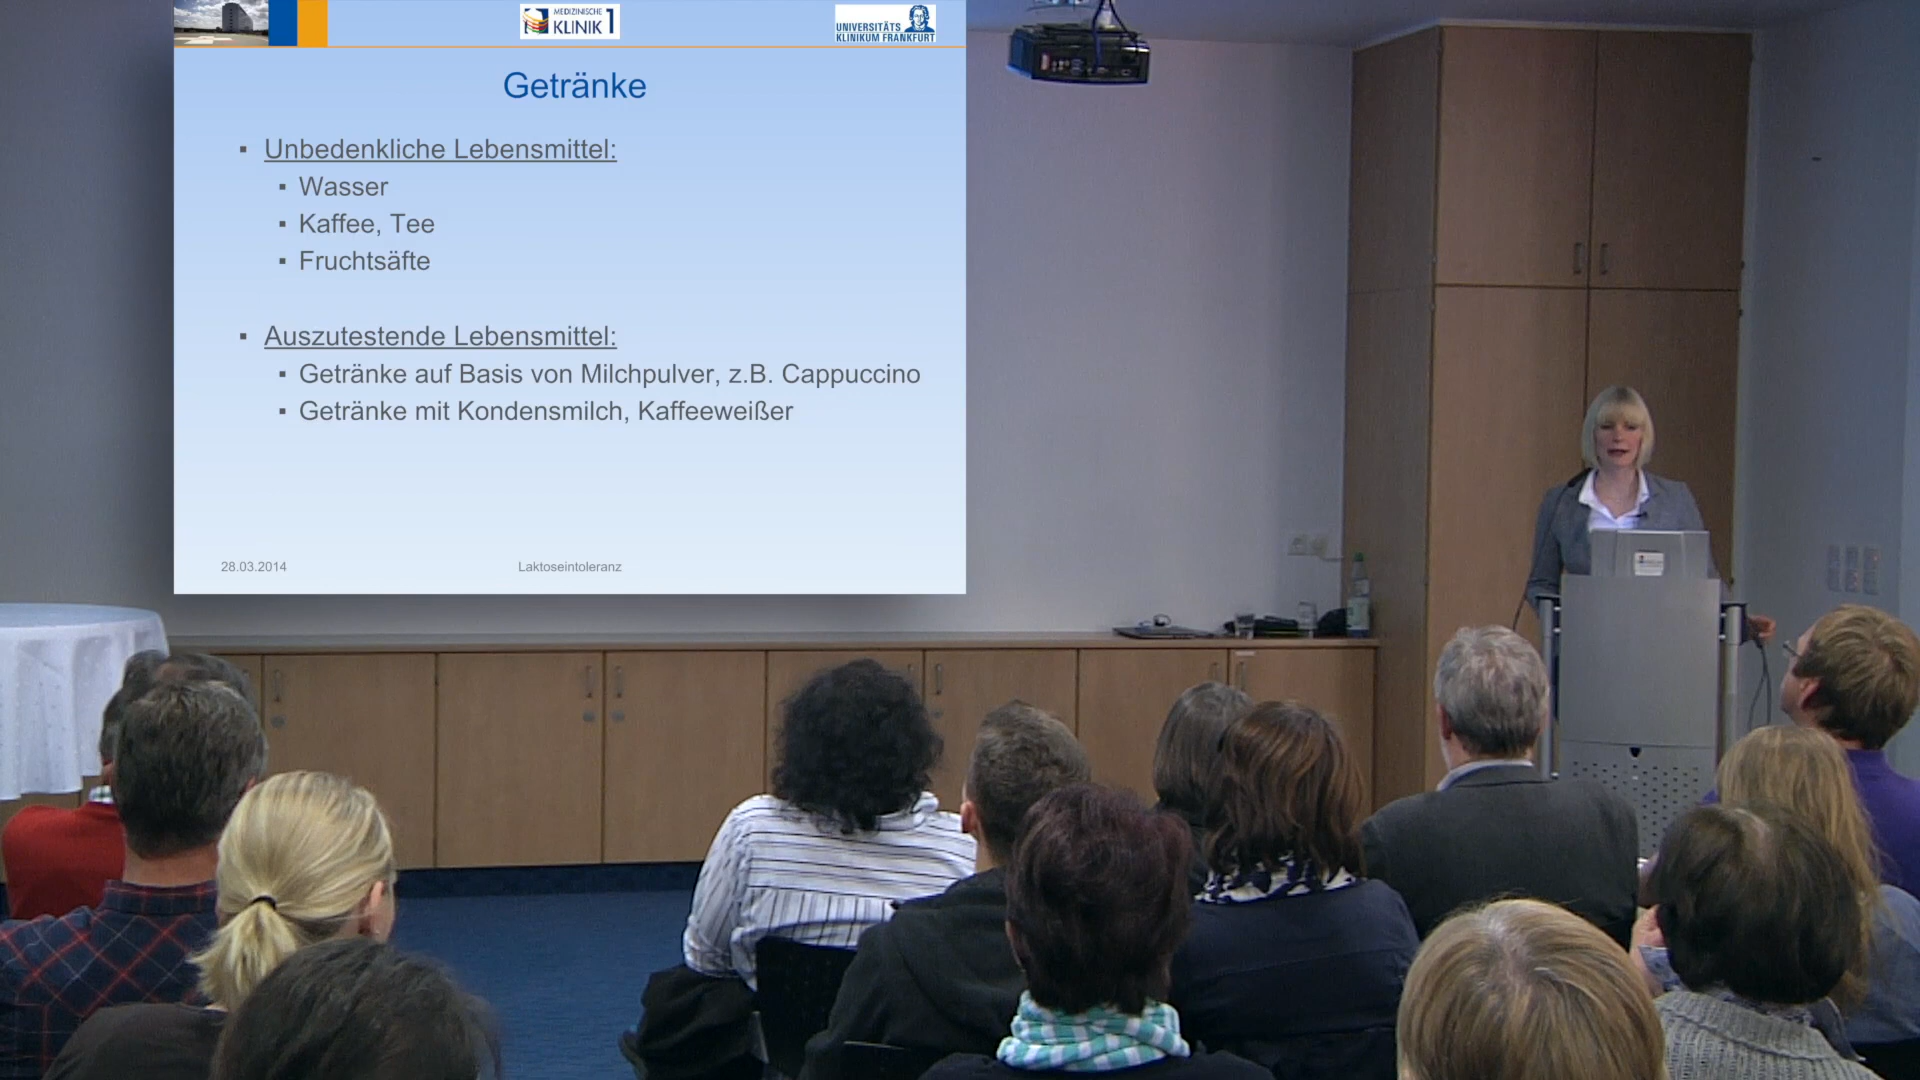 MEDIZINISCHE
KLINIK 1
UNIVERSITÄTS
KLINIKUM FRANKFURT
Getränke
▪ Unbedenkliche Lebensmittel:
▪ Wasser
▪ Kaffee, Tee
▪ Fruchtsäfte
▪ Auszutestende Lebensmittel:
▪ Getränke auf Basis von Milchpulver, z.B. Cappuccino
▪ Getränke mit Kondensmilch, Kaffeeweißer
28.03.2014
Laktoseintoleranz